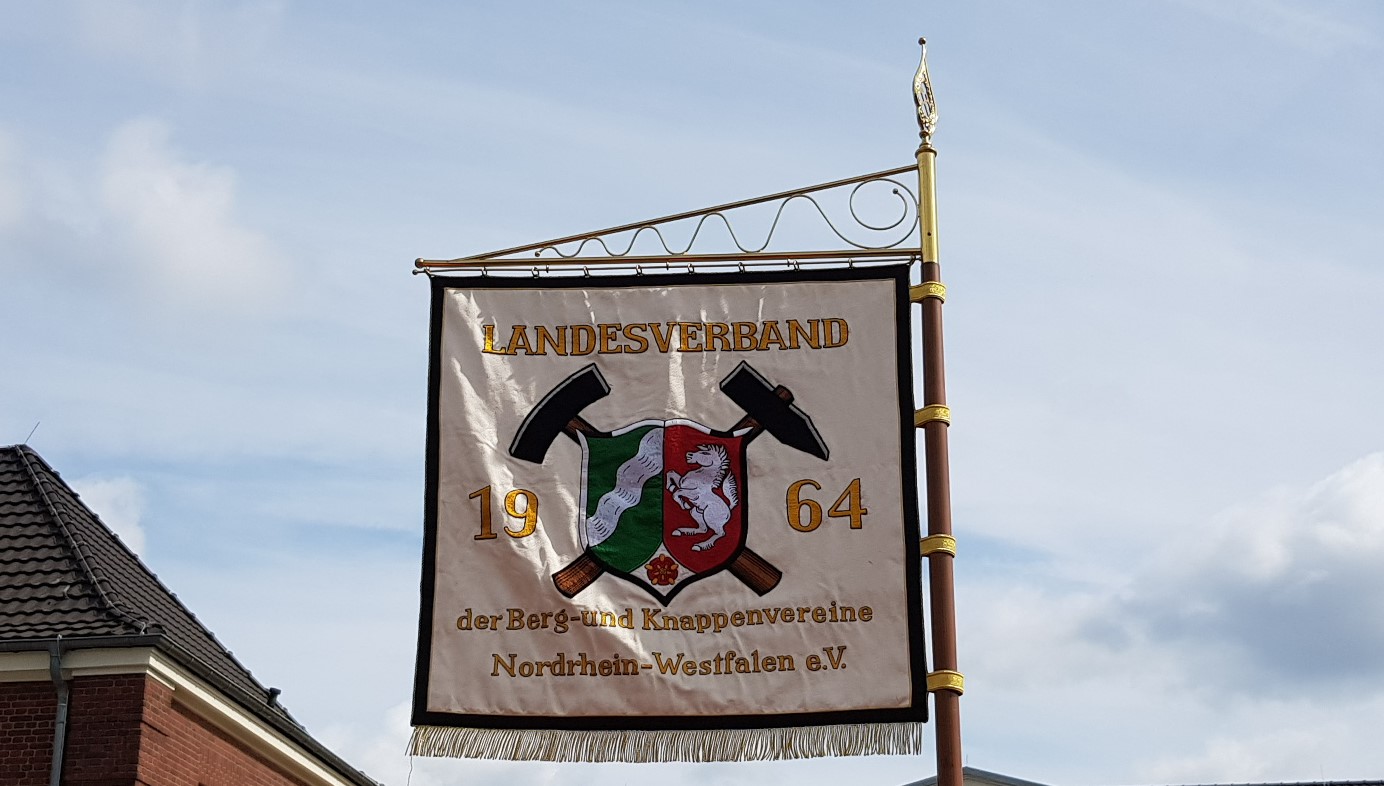 LANDESVERBAND
19 64
der Berg-und Knappenvereine
Nordrhein-Westfalen e.V.